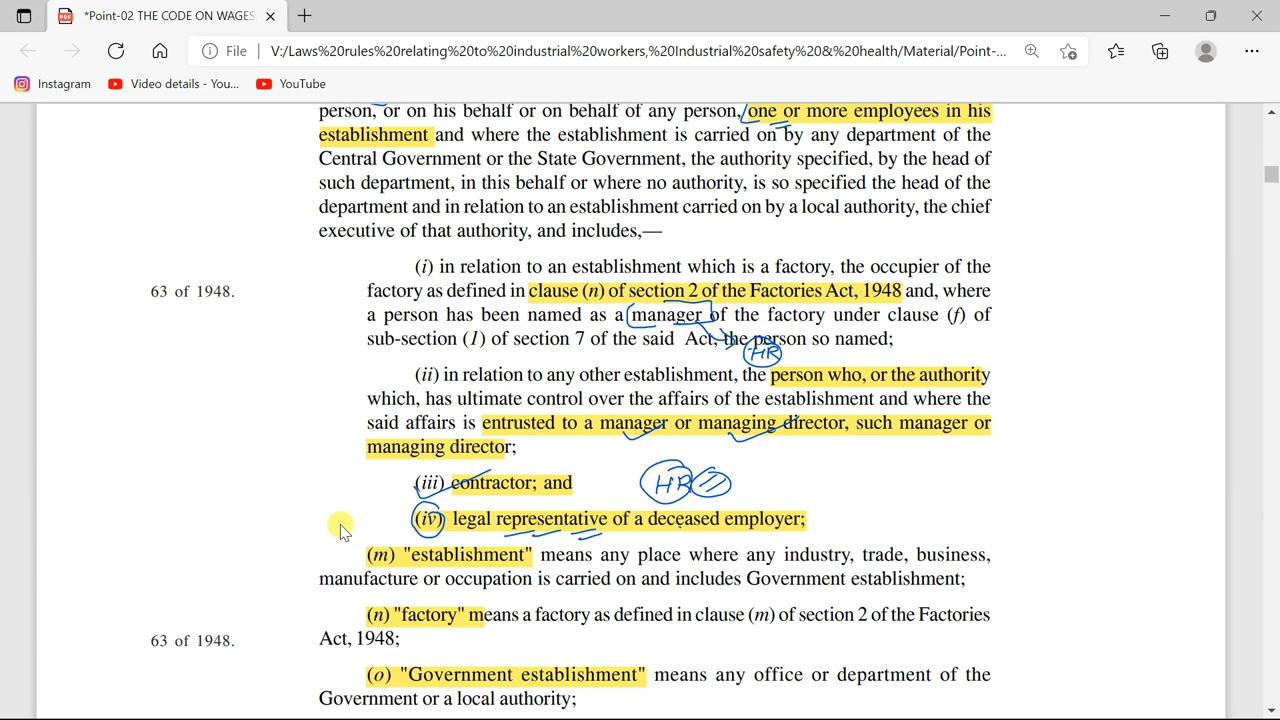 *Point-02 THE CODE ON WAGES
File
V:/Laws%20rules%20relating%20to%20industrial%20workers,%20Industrial%20safety%20&%20health/Material/Point-...
Instagram
Video details - You...
YouTube
person, or on his behalf or on behalf of any person, one or more employees in his
establishment and where the establishment is carried on by any department of the
Central Government or the State Government, the authority specified, by the head of
such department, in this behalf or where no authority, is so specified the head of the
department and in relation to an establishment carried on by a local authority, the chief
executive of that authority, and includes,—
(i) in relation to an establishment which is a factory, the occupier of the
63 of 1948.
factory as defined in clause (n) of section 2 of the Factories Act, 1948 and, where
a person has been named as a manager of the factory under clause (f) of
sub-section (1) of section 7 of the said Act, the person so named;
HR
(ii) in relation to any other establishment, the person who, or the authority
which, has ultimate control over the affairs of the establishment and where the
said affairs is entrusted to a manager or managing director, such manager or
managing director;
(iii) contractor; and
HR
(iv) legal representative of a deceased employer;
(m) "establishment" means any place where any industry, trade, business,
manufacture or occupation is carried on and includes Government establishment;
(n) "factory" means a factory as defined in clause (m) of section 2 of the Factories
63 of 1948.
Act, 1948;
(o) "Government establishment" means any office or department of the
Government or a local authority;